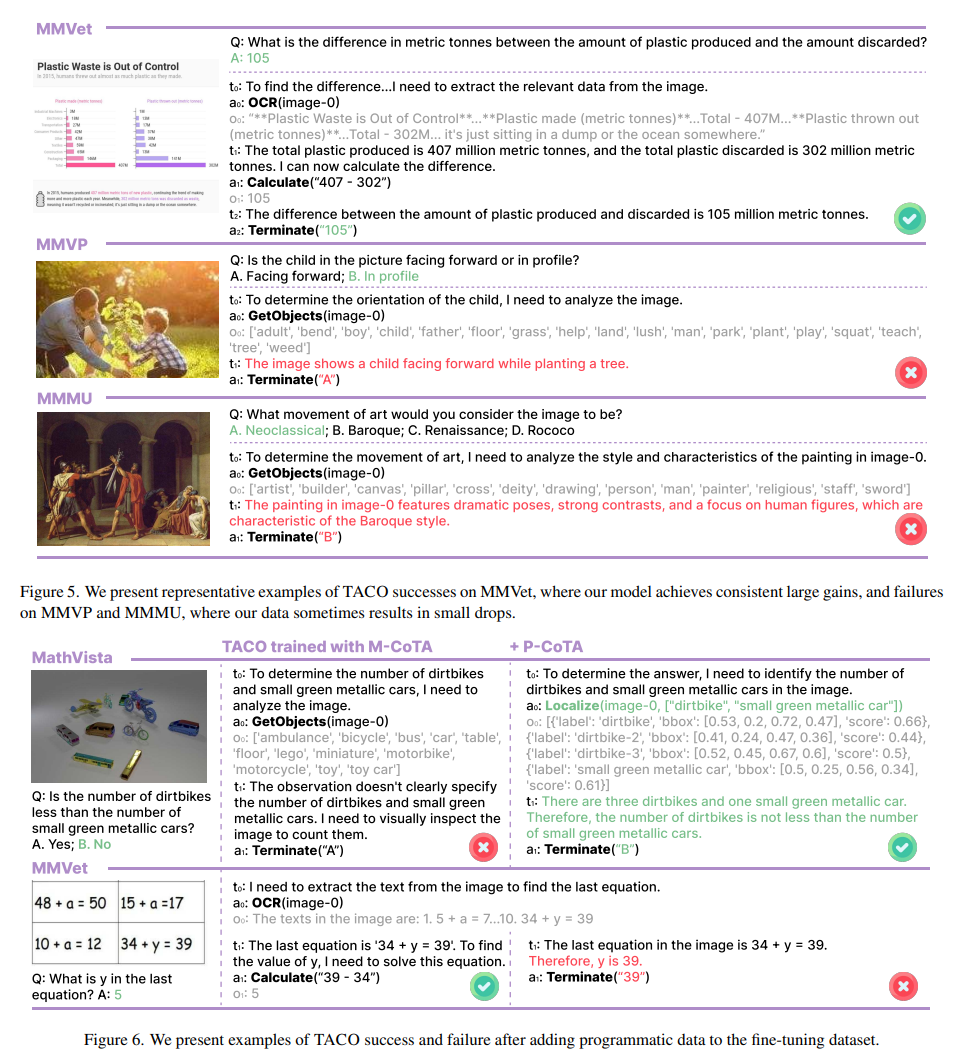 MMVet
Plastic Waste is Out of Control
In 2015, humans threw out almost as much plastic as they made.
Plastic made (metric tonnes)
Plastic thrown out (metric tonnes)
Packaging
Total
407M
302M
Q: What is the difference in metric tonnes between the amount of plastic produced and the amount discarded?
A: 105
t₀: To find the difference...I need to extract the relevant data from the image.
a₀: OCR(image-0)
o₀: “**Plastic Waste is Out of Control**...**Plastic made (metric tonnes)**...Total - 407M...**Plastic thrown out
(metric tonnes)**...Total - 302M... it's just sitting in a dump or the ocean somewhere.”
t₁: The total plastic produced is 407 million metric tonnes, and the total plastic discarded is 302 million metric
tonnes. I can now calculate the difference.
a₁: Calculate(“407 - 302”)
o₁: 105
t₂: The difference between the amount of plastic produced and discarded is 105 million metric tonnes.
a₂: Terminate(“105”)
MMVP
Q: Is the child in the picture facing forward or in profile?
A. Facing forward; B. In profile
t₀: To determine the orientation of the child, I need to analyze the image.
a₀: GetObjects(image-0)
o₀: ['adult', 'bend', 'boy', 'child', 'father', 'floor', 'grass', 'help', 'land', 'lush', 'man', 'park', 'plant', 'play', 'squat', 'teach',
'tree', 'weed']
t₁: The image shows a child facing forward while planting a tree.
a₁: Terminate(“A”)
MMMU
Q: What movement of art would you consider the image to be?
A. Neoclassical; B. Baroque; C. Renaissance; D. Rococo
t₀: To determine the movement of art, I need to analyze the style and characteristics of the painting in image-0.
a₀: GetObjects(image-0)
o₀: ['artist', 'builder', 'canvas', 'pillar', 'cross', 'deity', 'drawing', 'person', 'man', 'painter', 'religious', 'staff', 'sword']
t₁: The painting in image-0 features dramatic poses, strong contrasts, and a focus on human figures, which are
characteristic of the Baroque style.
a₁: Terminate(“B”)
Figure 5. We present representative examples of TACO successes on MMVet, where our model achieves consistent large gains, and failures
on MMVP and MMMU, where our data sometimes results in small drops.
TACO trained with M-CoTA
+ P-CoTA
MathVista
Q: Is the number of dirtbikes
less than the number of
small green metallic cars?
A. Yes; B. No
t₀: To determine the number of dirtbikes
and small green metallic cars, I need to
analyze the image.
a₀: GetObjects(image-0)
o₀: ['ambulance', 'bicycle', 'bus', 'car', 'table',
'floor', 'lego', 'miniature', 'motorbike',
'motorcycle', 'toy', 'toy car']
t₁: The observation doesn't clearly specify
the number of dirtbikes and small green
metallic cars. I need to visually inspect the
image to count them.
a₁: Terminate(“A”)
t₀: To determine the answer, I need to identify the number of
dirtbikes and small green metallic cars in the image.
a₀: Localize(image-0, ["dirtbike", "small green metallic car"])
o₀: [{'label': 'dirtbike', 'bbox': [0.53, 0.2, 0.72, 0.47], 'score': 0.66},
{'label': 'dirtbike-2', 'bbox': [0.41, 0.24, 0.47, 0.36], 'score': 0.44},
{'label': 'dirtbike-3', 'bbox': [0.52, 0.45, 0.67, 0.6], 'score': 0.5},
{'label': 'small green metallic car', 'bbox': [0.5, 0.25, 0.56, 0.34],
'score': 0.61}]
t₁: There are three dirtbikes and one small green metallic car.
Therefore, the number of dirtbikes is not less than the number
of small green metallic cars.
a₁: Terminate(“B”)
MMVet
48 + a = 50
15 + a =17
10 + a = 12
34 + y = 39
Q: What is y in the last
equation? A: 5
t₀: I need to extract the text from the image to find the last equation.
a₀: OCR(image-0)
o₀: The texts in the image are: 1. 5 + a = 7...10. 34 + y = 39
t₁: The last equation is '34 + y = 39'. To find
the value of y, I need to solve this equation.
a₁: Calculate(“39 - 34”)
o₁: 5
t₁: The last equation in the image is 34 + y = 39.
Therefore, y is 39.
a₁: Terminate(“39”)
Figure 6. We present examples of TACO success and failure after adding programmatic data to the fine-tuning dataset.